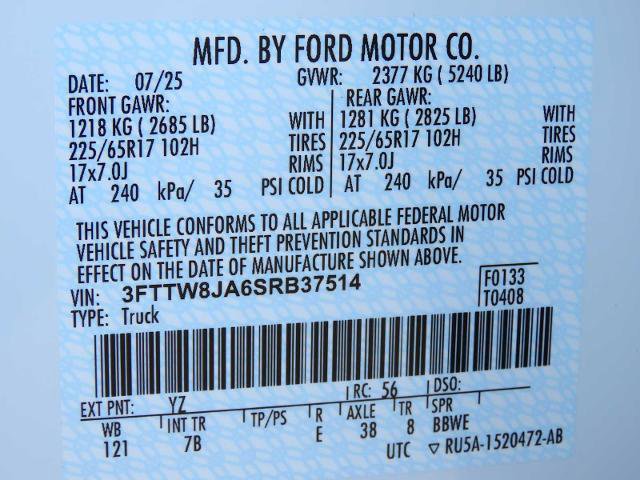 MFD. BY FORD MOTOR CO.
DATE: 07/25 GVWR: 2377 KG ( 5240 LB)
FRONT GAWR: REAR GAWR:
1218 KG ( 2685 LB) WITH 1281 KG ( 2825 LB) WITH
225/65R17 102H TIRES 225/65R17 102H TIRES
17x7.0J RIMS 17x7.0J RIMS
AT 240 kPa/ 35 PSI COLD AT 240 kPa/ 35 PSI COLD
THIS VEHICLE CONFORMS TO ALL APPLICABLE FEDERAL MOTOR
VEHICLE SAFETY AND THEFT PREVENTION STANDARDS IN
EFFECT ON THE DATE OF MANUFACTURE SHOWN ABOVE.
VIN: 3FTTW8JA6SRB37514 F0133
TYPE: Truck T0408
EXT PNT: YZ RC: 56 DSO:
WB INT TR TP/PS R AXLE TR SPR
121 7B E 38 8 BBWE
UTC ▽ RU5A-1520472-AB